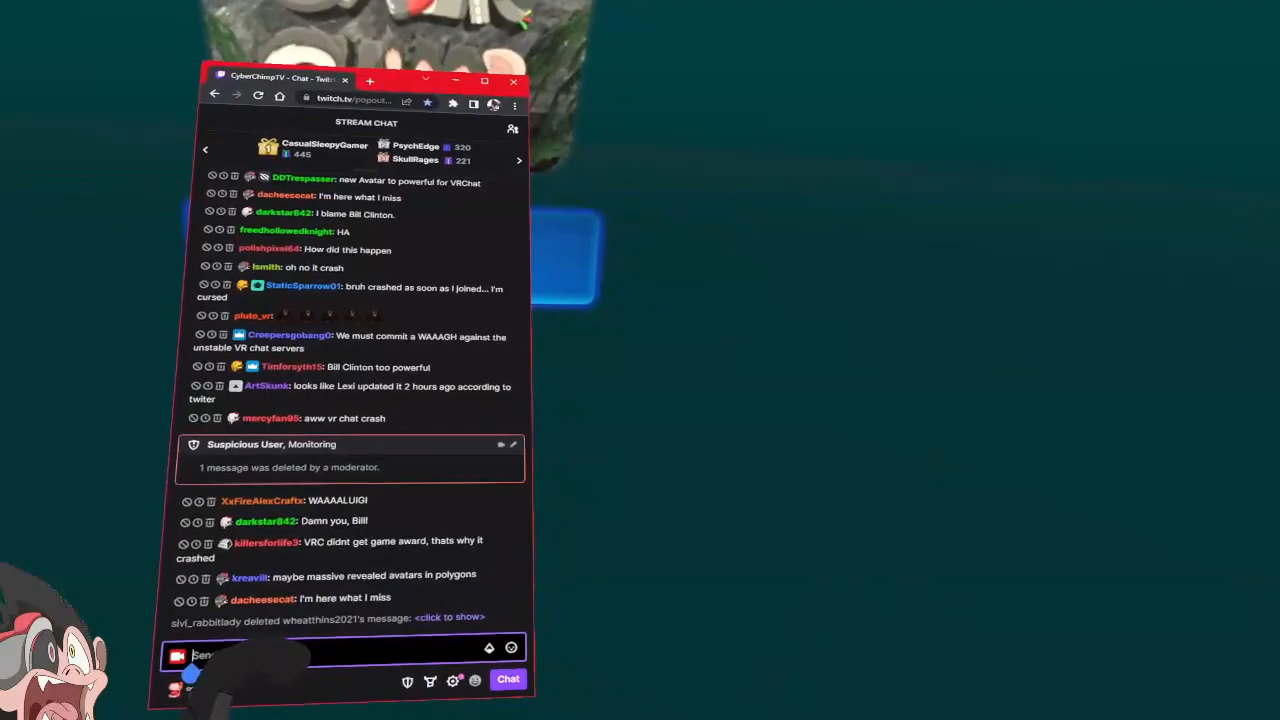 CyberChimpTV - Chat - Twitc
twitch.tv/popout...
STREAM CHAT
1 CasualSleepyGamer 445
PsychEdge 320
SkullRages 221
DDTrespasser: new Avatar to powerful for VRChat
dacheesecat: I'm here what I miss
darkstar842: I blame Bill Clinton.
freedhollowedknight: HA
polishpixel64: How did this happen
lsmith: oh no it crash
StaticSparrow01: bruh crashed as soon as I joined... I'm
cursed
pluto_vr:
Creepersgobang0: We must commit a WAAAGH against the
unstable VR chat servers
Timforsyth15: Bill Clinton too powerful
ArtSkunk: looks like Lexi updated it 2 hours ago according to
twiter
mercyfan95: aww vr chat crash
Suspicious User, Monitoring
1 message was deleted by a moderator.
XxFireAlexCraftx: WAAAALUIGI
darkstar842: Damn you, Bill!
killersforlife3: VRC didnt get game award, thats why it
crashed
kreavill: maybe massive revealed avatars in polygons
dacheesecat: I'm here what I miss
sivi_rabbitlady deleted wheatthins2021's message: <click to show>
Chat